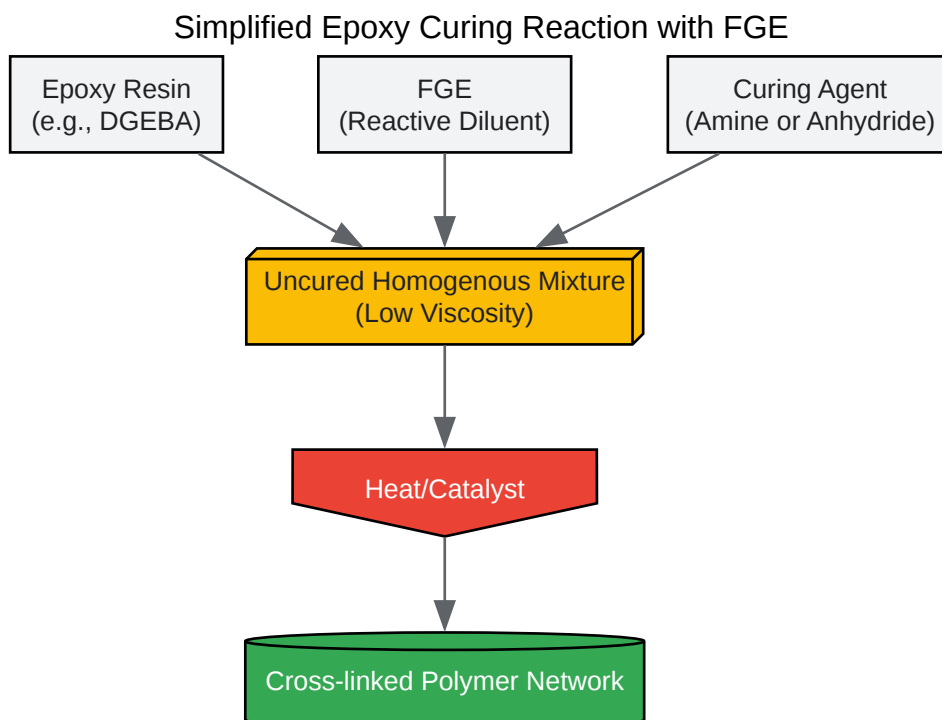 Simplified Epoxy Curing Reaction with FGE
Epoxy Resin
(e.g., DGEBA)
FGE
(Reactive Diluent)
Curing Agent
(Amine or Anhydride)
Uncured Homogenous Mixture
(Low Viscosity)
Heat/Catalyst
Cross-linked Polymer Network